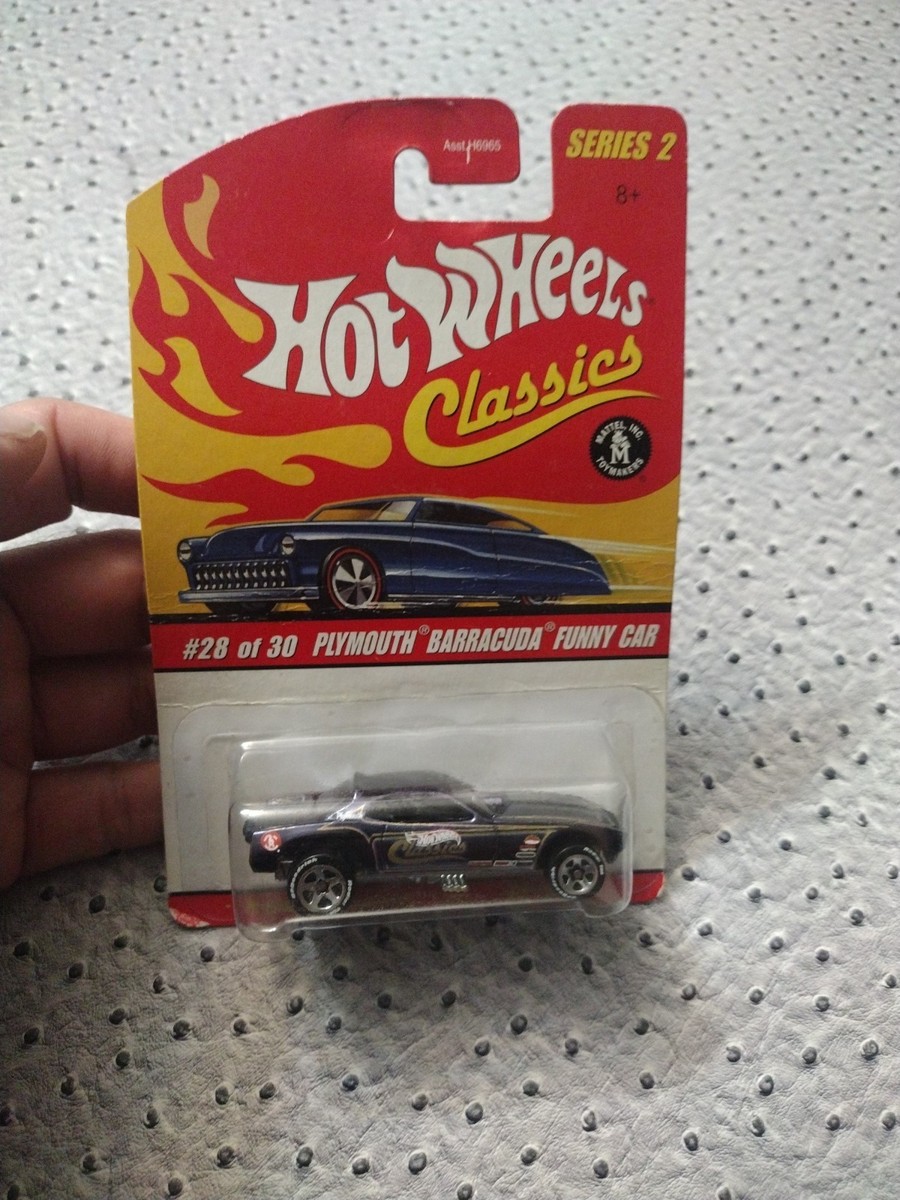 Asst.H6965
SERIES 2
8+
Hot Wheels®
Classics
MATTEL, INC.
M
TOYMAKERS
#28 of 30 PLYMOUTH® BARRACUDA® FUNNY CAR
Hot Wheels
Classics